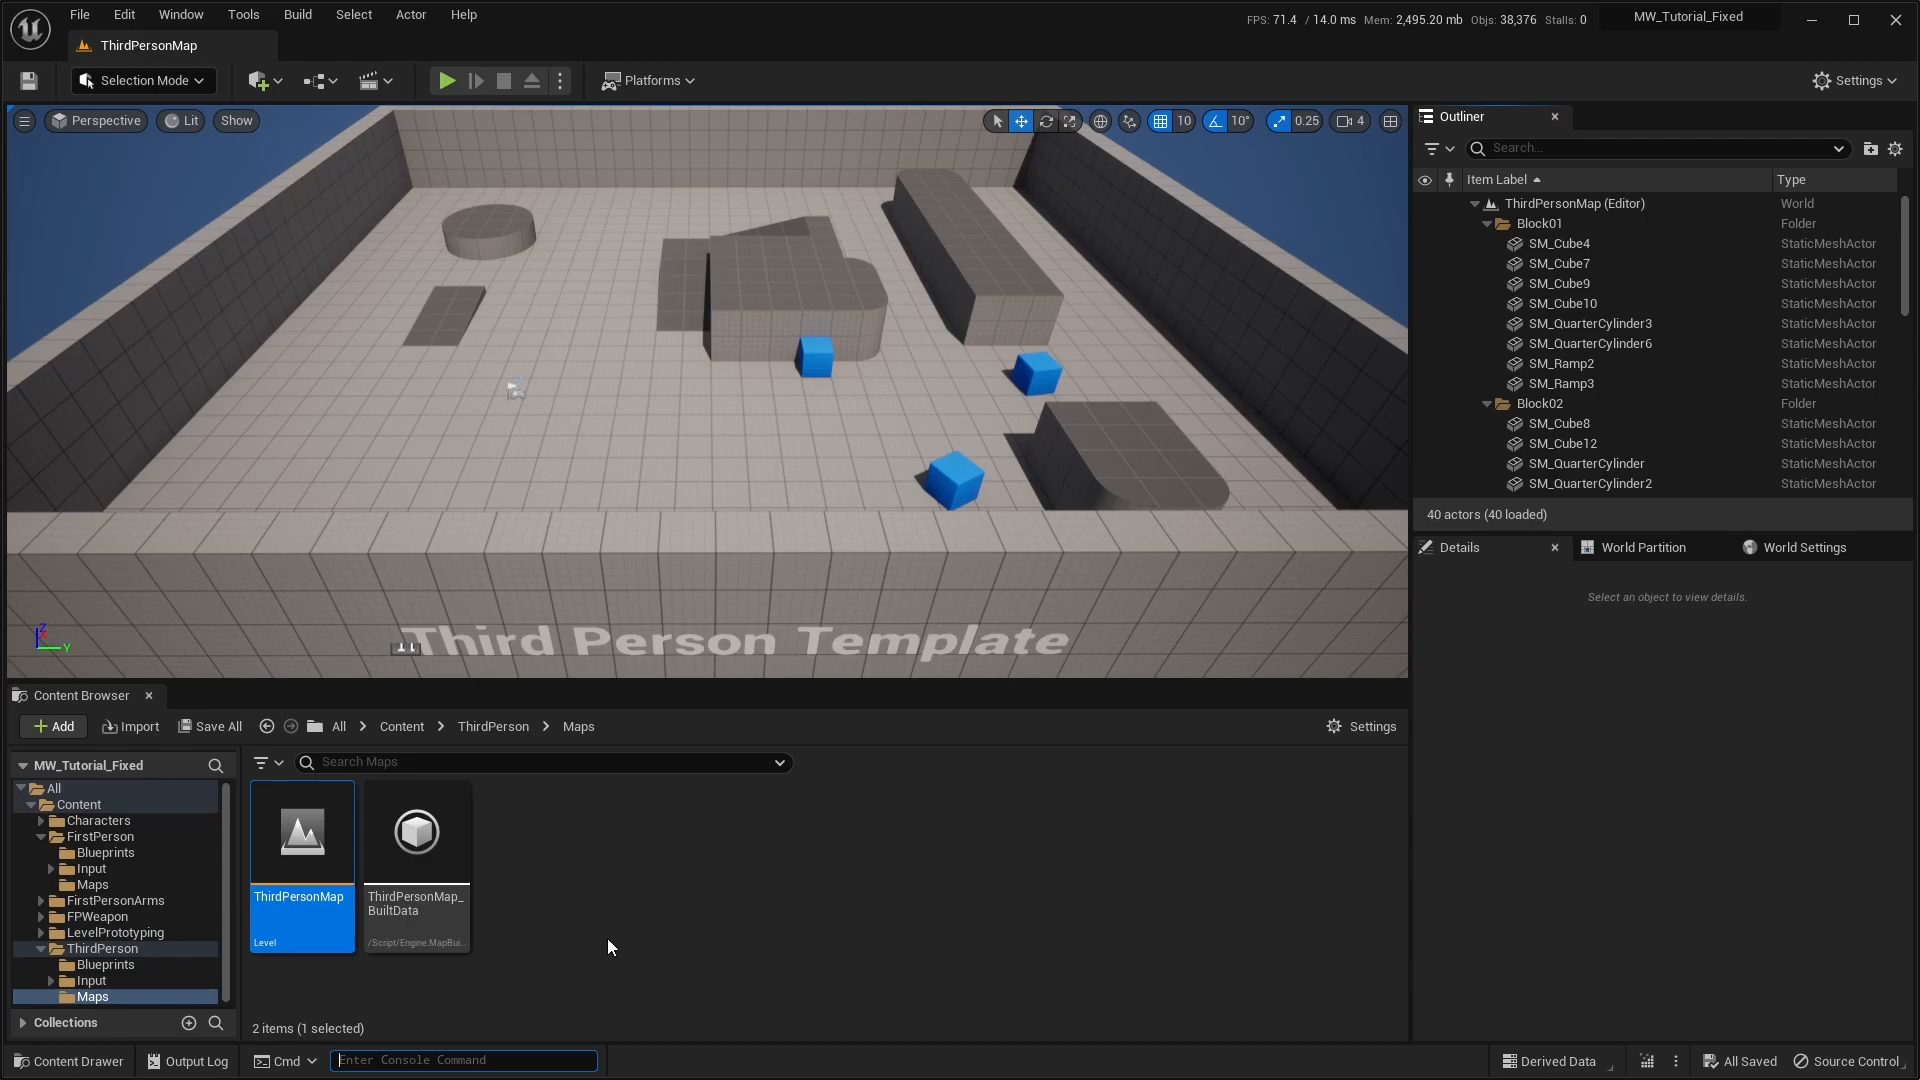 File Edit Window Tools Build Select Actor Help
FPS: 71.4 / 14.0 ms Mem: 2,495.20 mb Objs: 38,376 Stalls: 0
MW_Tutorial_Fixed
ThirdPersonMap
Selection Mode
Platforms
Settings
Perspective
Lit
Show
10
10°
0.25
4
Outliner
Search...
Item Label
Type
ThirdPersonMap (Editor) World
Block01 Folder
SM_Cube4 StaticMeshActor
SM_Cube7 StaticMeshActor
SM_Cube9 StaticMeshActor
SM_Cube10 StaticMeshActor
SM_QuarterCylinder3 StaticMeshActor
SM_QuarterCylinder6 StaticMeshActor
SM_Ramp2 StaticMeshActor
SM_Ramp3 StaticMeshActor
Block02 Folder
SM_Cube8 StaticMeshActor
SM_Cube12 StaticMeshActor
SM_QuarterCylinder StaticMeshActor
SM_QuarterCylinder2 StaticMeshActor
40 actors (40 loaded)
Details
World Partition
World Settings
Select an object to view details.
Third Person Template
Z
Y
Content Browser
Add
Import
Save All
All
Content
ThirdPerson
Maps
Settings
MW_Tutorial_Fixed
All
Content
Characters
FirstPerson
Blueprints
Input
Maps
FirstPersonArms
FPWeapon
LevelPrototyping
ThirdPerson
Blueprints
Input
Maps
Collections
Search Maps
ThirdPersonMap
Level
ThirdPersonMap_
BuiltData
/Script/Engine.MapBui...
2 items (1 selected)
Content Drawer
Output Log
Cmd
Enter Console Command
Derived Data
All Saved
Source Control